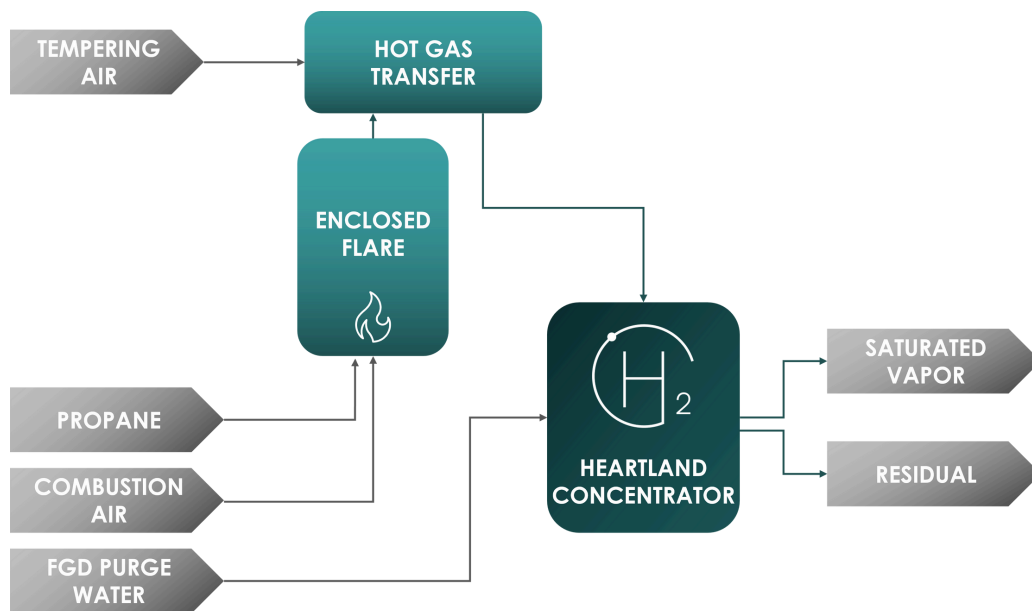 TEMPERING
AIR
HOT GAS
TRANSFER
ENCLOSED
FLARE
PROPANE
COMBUSTION
AIR
FGD PURGE
WATER
H2
HEARTLAND
CONCENTRATOR
SATURATED
VAPOR
RESIDUAL